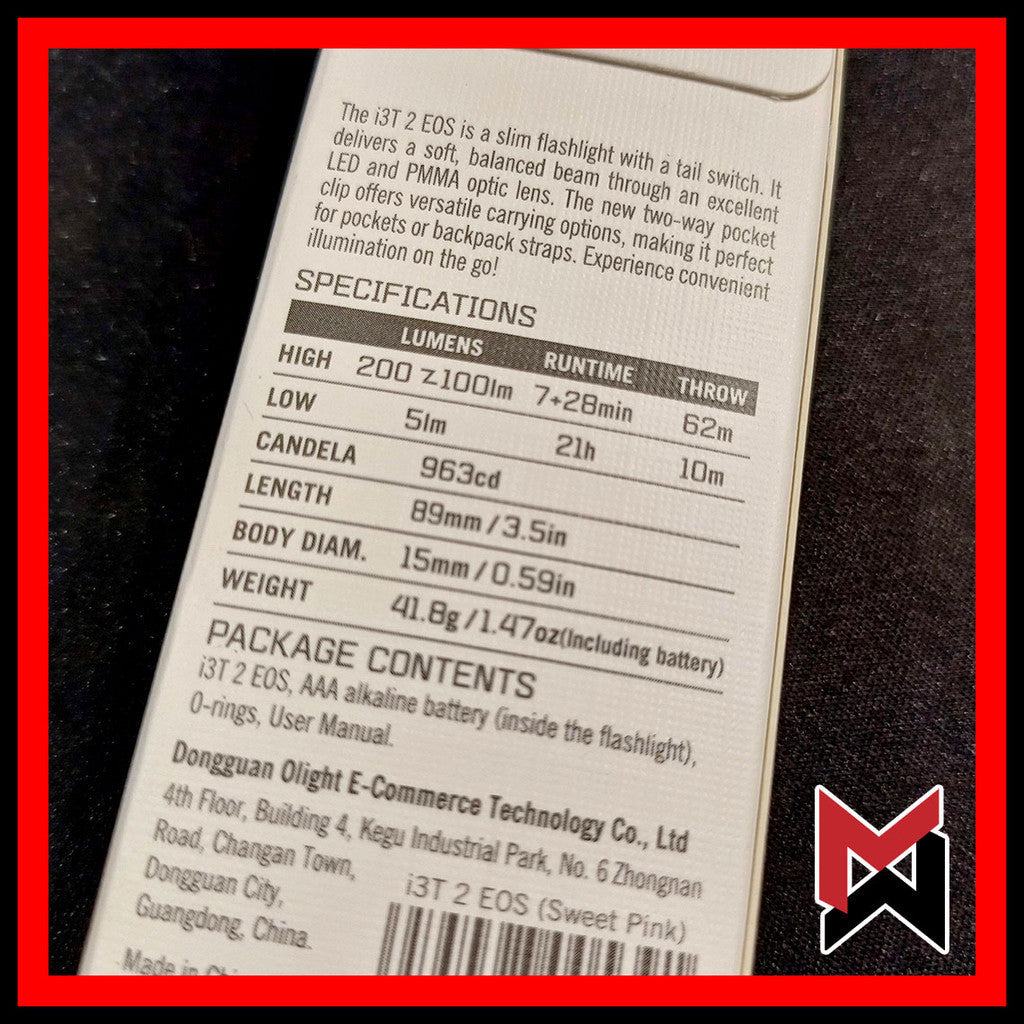 The i3T 2 EOS is a slim flashlight with a tail switch. It
delivers a soft, balanced beam through an excellent
LED and PMMA optic lens. The new two-way pocket
clip offers versatile carrying options, making it perfect
for pockets or backpack straps. Experience convenient
illumination on the go!
SPECIFICATIONS
LUMENS RUNTIME THROW
HIGH 200 ⁓100lm 7+28min 62m
LOW 5lm 21h 10m
CANDELA 963cd
LENGTH 89mm / 3.5in
BODY DIAM. 15mm / 0.59in
WEIGHT 41.8g / 1.47oz(Including battery)
PACKAGE CONTENTS
i3T 2 EOS, AAA alkaline battery (inside the flashlight),
O-rings, User Manual.
Dongguan Olight E-Commerce Technology Co., Ltd
4th Floor, Building 4, Kegu Industrial Park, No. 6 Zhongnan
Road, Changan Town,
Dongguan City,
Guangdong, China.
i3T 2 EOS (Sweet Pink)
Made in